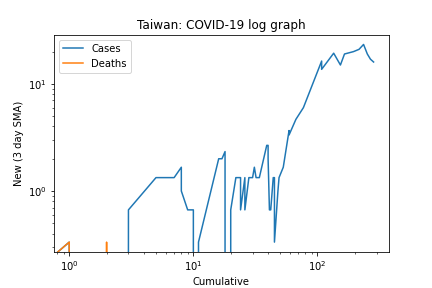 Taiwan: COVID-19 log graph
Cases
Deaths
New (3 day SMA)
10¹
10⁰
10⁰ 10¹ 10²
Cumulative